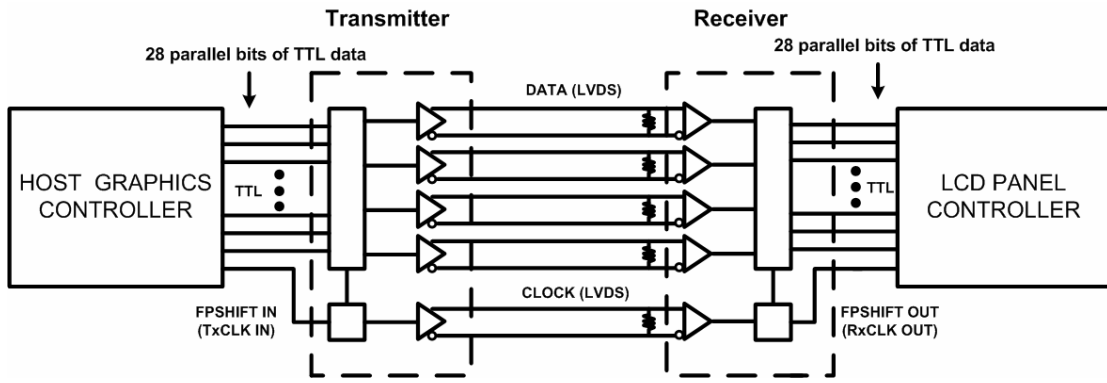 Transmitter
Receiver
28 parallel bits of TTL data
28 parallel bits of TTL data
DATA (LVDS)
HOST GRAPHICS
CONTROLLER
TTL
TTL
LCD PANEL
CONTROLLER
CLOCK (LVDS)
FPSHIFT IN
(TxCLK IN)
FPSHIFT OUT
(RxCLK OUT)